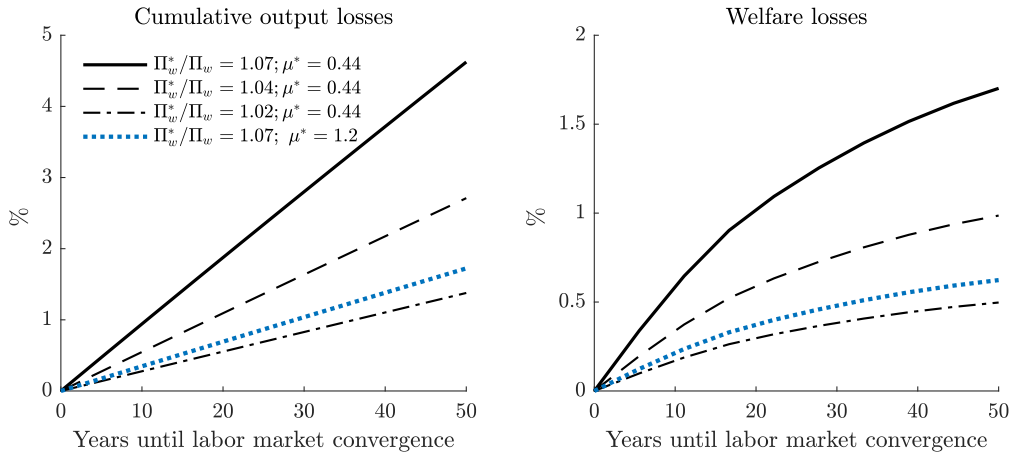 Cumulative output losses
5
4
3
2
1
0
%
Π*w/Πw = 1.07; μ* = 0.44
Π*w/Πw = 1.04; μ* = 0.44
Π*w/Πw = 1.02; μ* = 0.44
Π*w/Πw = 1.07; μ* = 1.2
0 10 20 30 40 50
Years until labor market convergence
Welfare losses
2
1.5
1
0.5
0
%
0 10 20 30 40 50
Years until labor market convergence